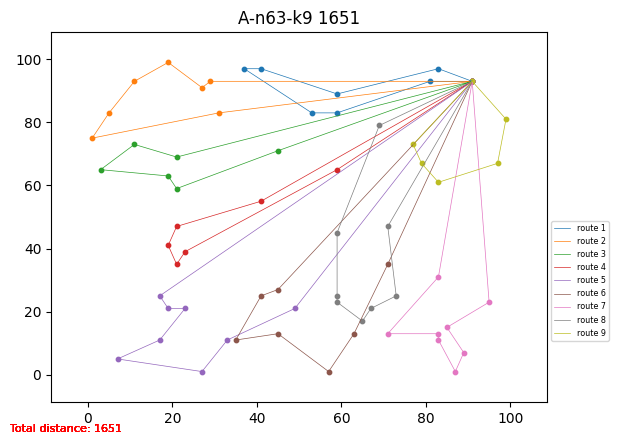 A-n63-k9 1651
100
80
60
40
20
0
0 20 40 60 80 100
route 1
route 2
route 3
route 4
route 5
route 6
route 7
route 8
route 9
Total distance: 1651